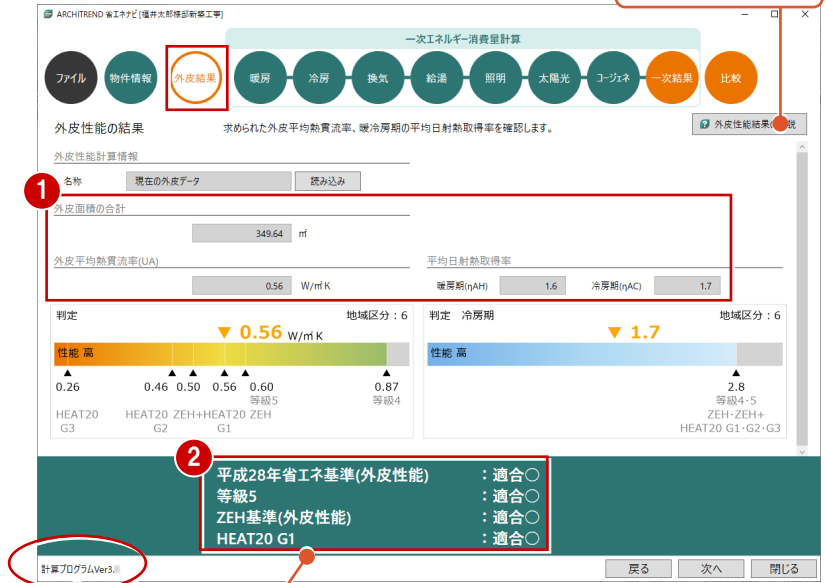 ARCHITREND 省エネナビ [福井太郎様邸新築工事]
一次エネルギー消費量計算
ファイル 物件情報 外皮結果 暖房 冷房 換気 給湯 照明 太陽光 コージェネ 一次結果 比較
外皮性能の結果 求められた外皮平均熱貫流率、暖冷房期の平均日射熱取得率を確認します。 外皮性能結果の 説
外皮性能計算情報
名称 現在の外皮データ 読み込み
1
外皮面積の合計
349.64 ㎡
外皮平均熱貫流率(UA) 平均日射熱取得率
0.56 W/㎡K 暖房期(ηAH) 1.6 冷房期(ηAC) 1.7
判定 地域区分：6 判定 冷房期 地域区分：6
▼ 0.56 W/㎡K ▼ 1.7
性能 高 性能 高
▲ ▲ ▲ ▲ ▲ ▲ ▲
0.26 0.46 0.50 0.56 0.60 0.87 2.8
等級5 等級4 等級4・5
HEAT20 HEAT20 ZEH+HEAT20 ZEH ZEH・ZEH+
G3 G2 G1 HEAT20 G1・G2・G3
2
平成28年省エネ基準(外皮性能) ：適合○
等級5 ：適合○
ZEH基準(外皮性能) ：適合○
HEAT20 G1 ：適合○
計算プログラムVer3. 戻る 次へ 閉じる